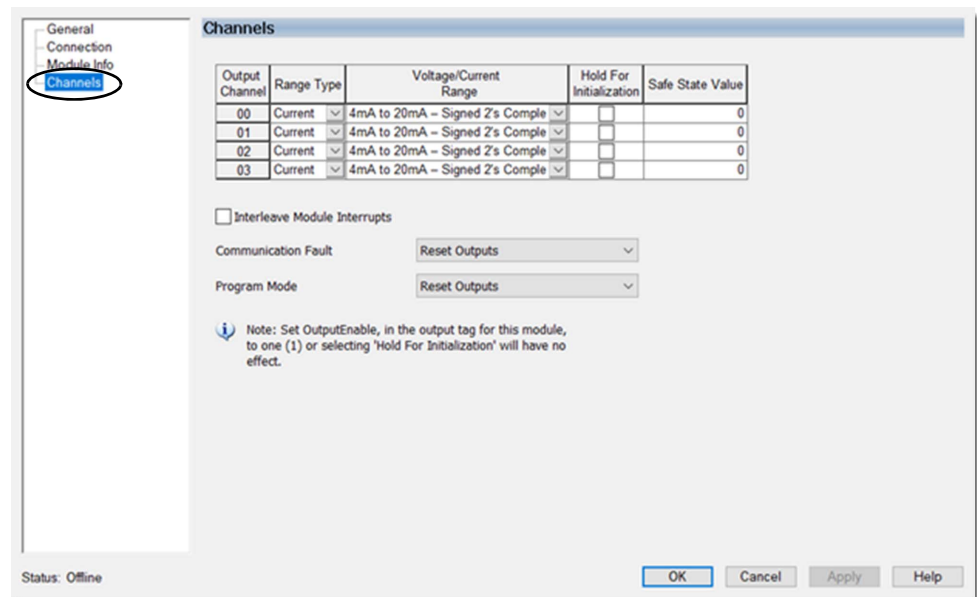 General
Connection
Module Info
Channels
Channels
Output Channel Range Type Voltage/Current Range Hold For Initialization Safe State Value
00 Current 4mA to 20mA – Signed 2's Comple 0
01 Current 4mA to 20mA – Signed 2's Comple 0
02 Current 4mA to 20mA – Signed 2's Comple 0
03 Current 4mA to 20mA – Signed 2's Comple 0
Interleave Module Interrupts
Communication Fault Reset Outputs
Program Mode Reset Outputs
Note: Set OutputEnable, in the output tag for this module,
to one (1) or selecting 'Hold For Initialization' will have no
effect.
Status: Offline
OK Cancel Apply Help